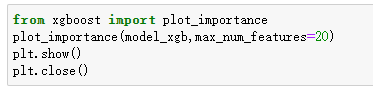 from xgboost import plot_importance
plot_importance(model_xgb,max_num_features=20)
plt.show()
plt.close()